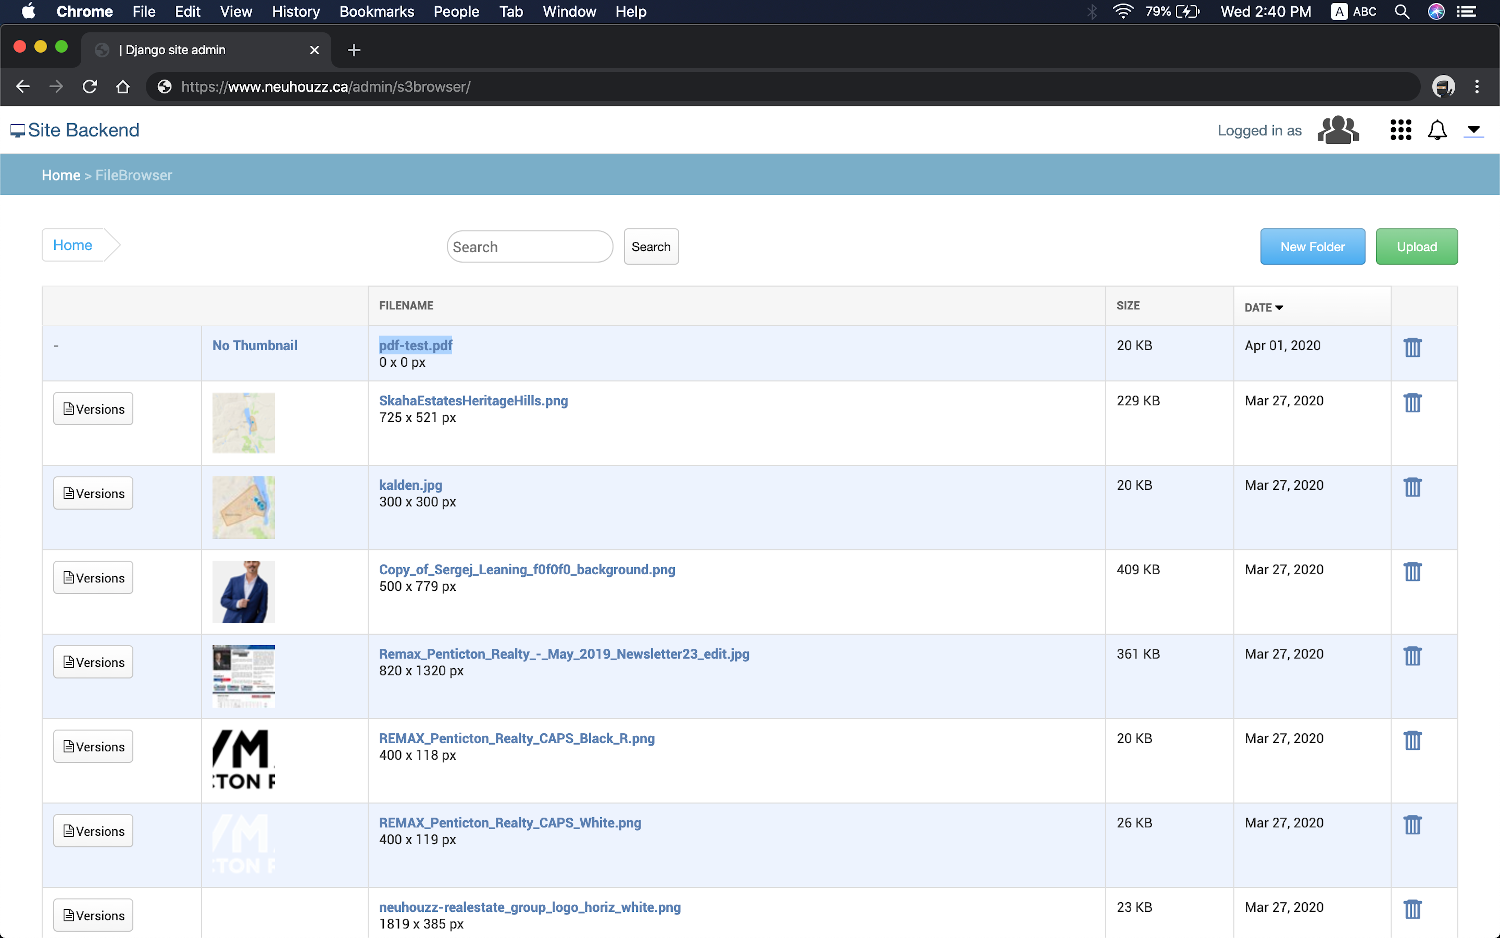 Chrome File Edit View History Bookmarks People Tab Window Help 79% Wed 2:40 PM A ABC
| Django site admin
https://www.neuhouzz.ca/admin/s3browser/
Site Backend Logged in as
Home > FileBrowser
Home Search Search New Folder Upload
FILENAME SIZE DATE
- No Thumbnail pdf-test.pdf 20 KB Apr 01, 2020
0 x 0 px
Versions SkahaEstatesHeritageHills.png 229 KB Mar 27, 2020
725 x 521 px
Versions kalden.jpg 20 KB Mar 27, 2020
300 x 300 px
Versions Copy_of_Sergej_Leaning_f0f0f0_background.png 409 KB Mar 27, 2020
500 x 779 px
Versions Remax_Penticton_Realty_-_May_2019_Newsletter23_edit.jpg 361 KB Mar 27, 2020
820 x 1320 px
Versions REMAX_Penticton_Realty_CAPS_Black_R.png 20 KB Mar 27, 2020
400 x 118 px
Versions REMAX_Penticton_Realty_CAPS_White.png 26 KB Mar 27, 2020
400 x 119 px
Versions neuhouzz-realestate_group_logo_horiz_white.png 23 KB Mar 27, 2020
1819 x 385 px